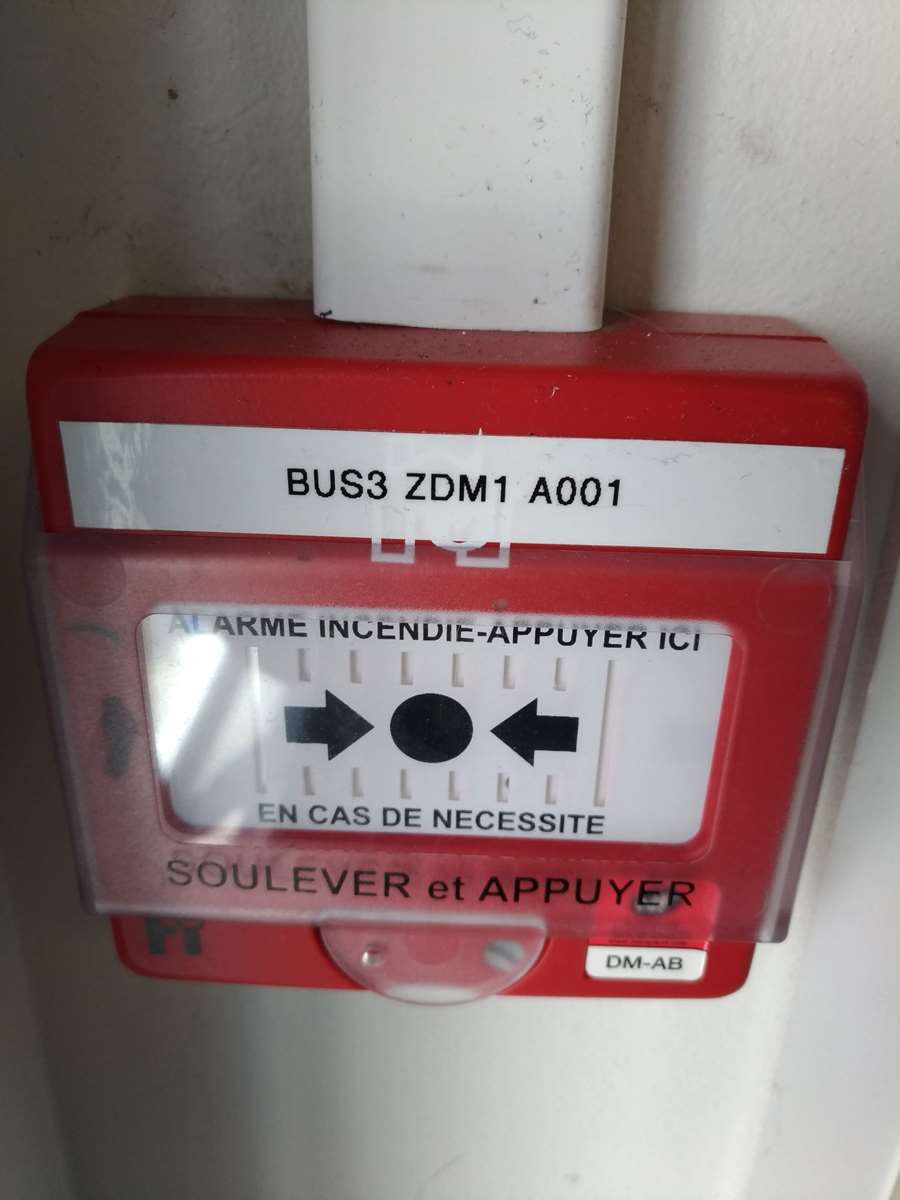 BUS3 ZDM1 A001
ALARME INCENDIE-APPUYER ICI
EN CAS DE NECESSITE
SOULEVER et APPUYER
DM-AB